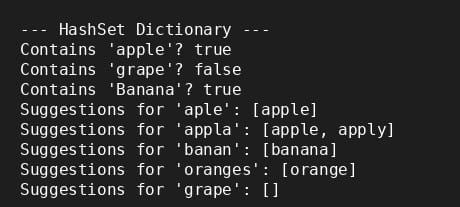 --- HashSet Dictionary ---
Contains 'apple'? true
Contains 'grape'? false
Contains 'Banana'? true
Suggestions for 'aple': [apple]
Suggestions for 'appla': [apple, apply]
Suggestions for 'banan': [banana]
Suggestions for 'oranges': [orange]
Suggestions for 'grape': []